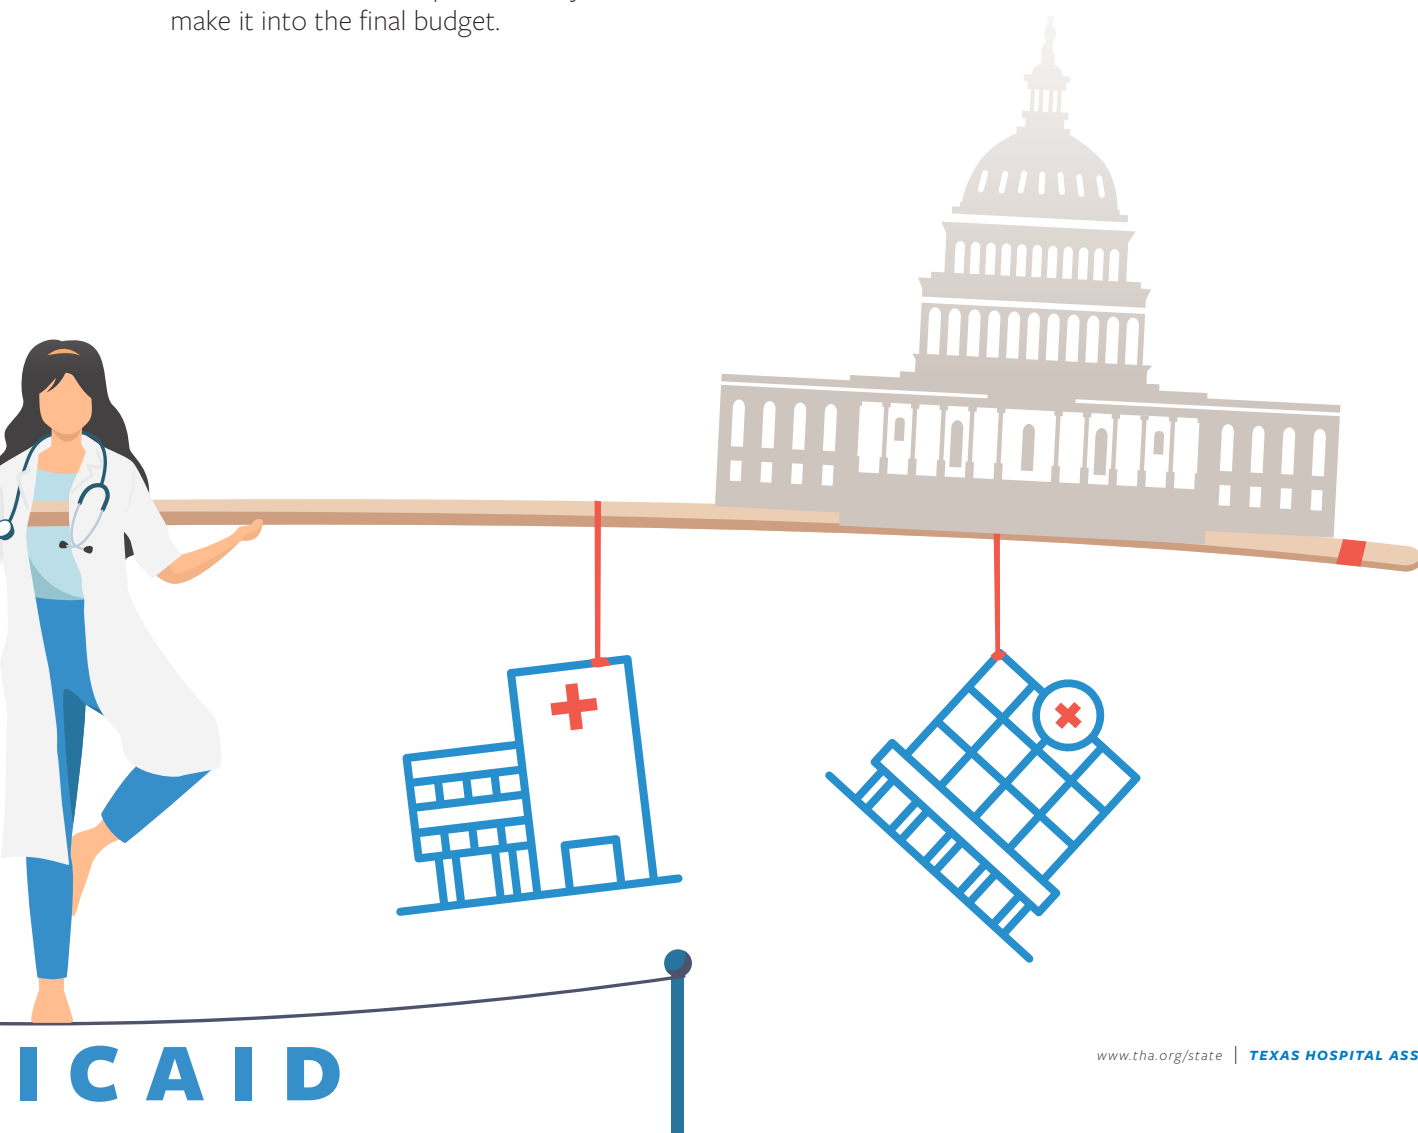 make it into the final budget.
ICAID
www.tha.org/state | TEXAS HOSPITAL ASS